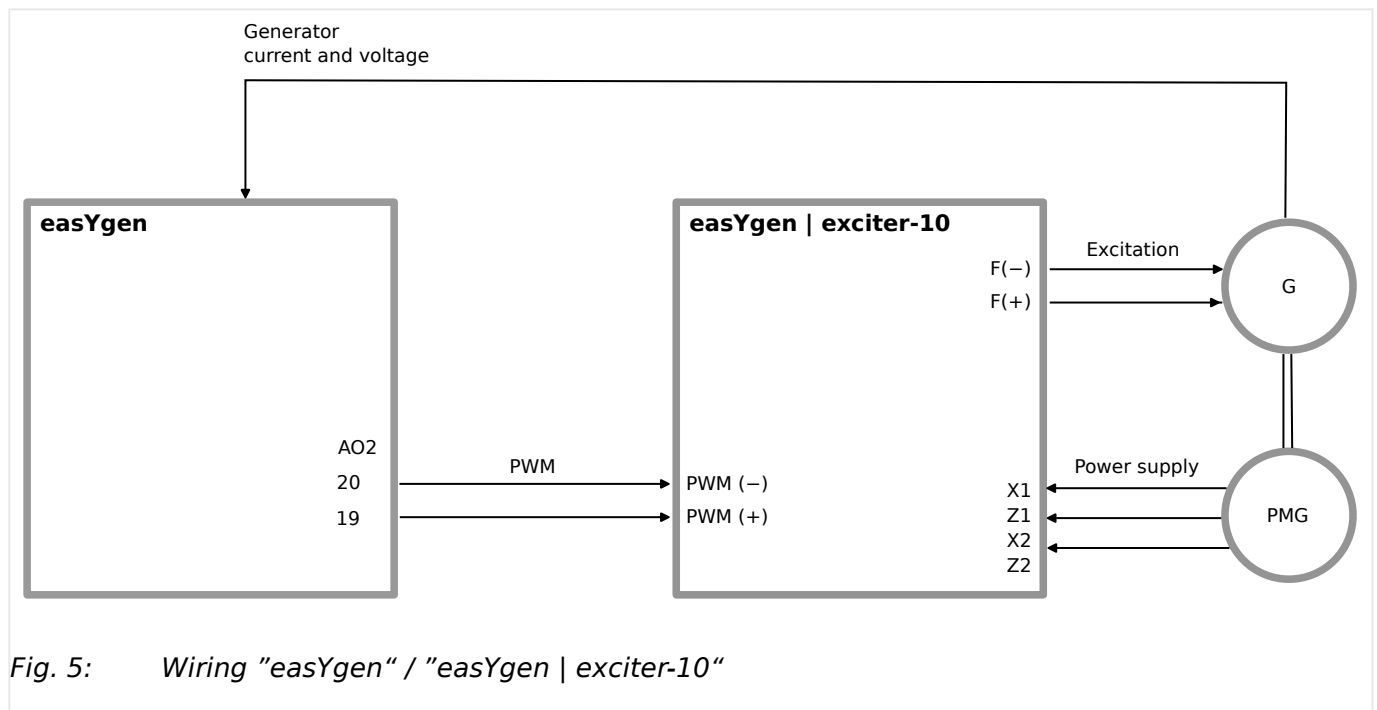 Generator
current and voltage
easYgen
easYgen | exciter-10
F(−)
Excitation
F(+)
G
AO2
20
PWM
PWM (−)
19
PWM (+)
Power supply
X1
Z1
X2
Z2
PMG
Fig. 5: Wiring ”easYgen“ / ”easYgen | exciter-10“